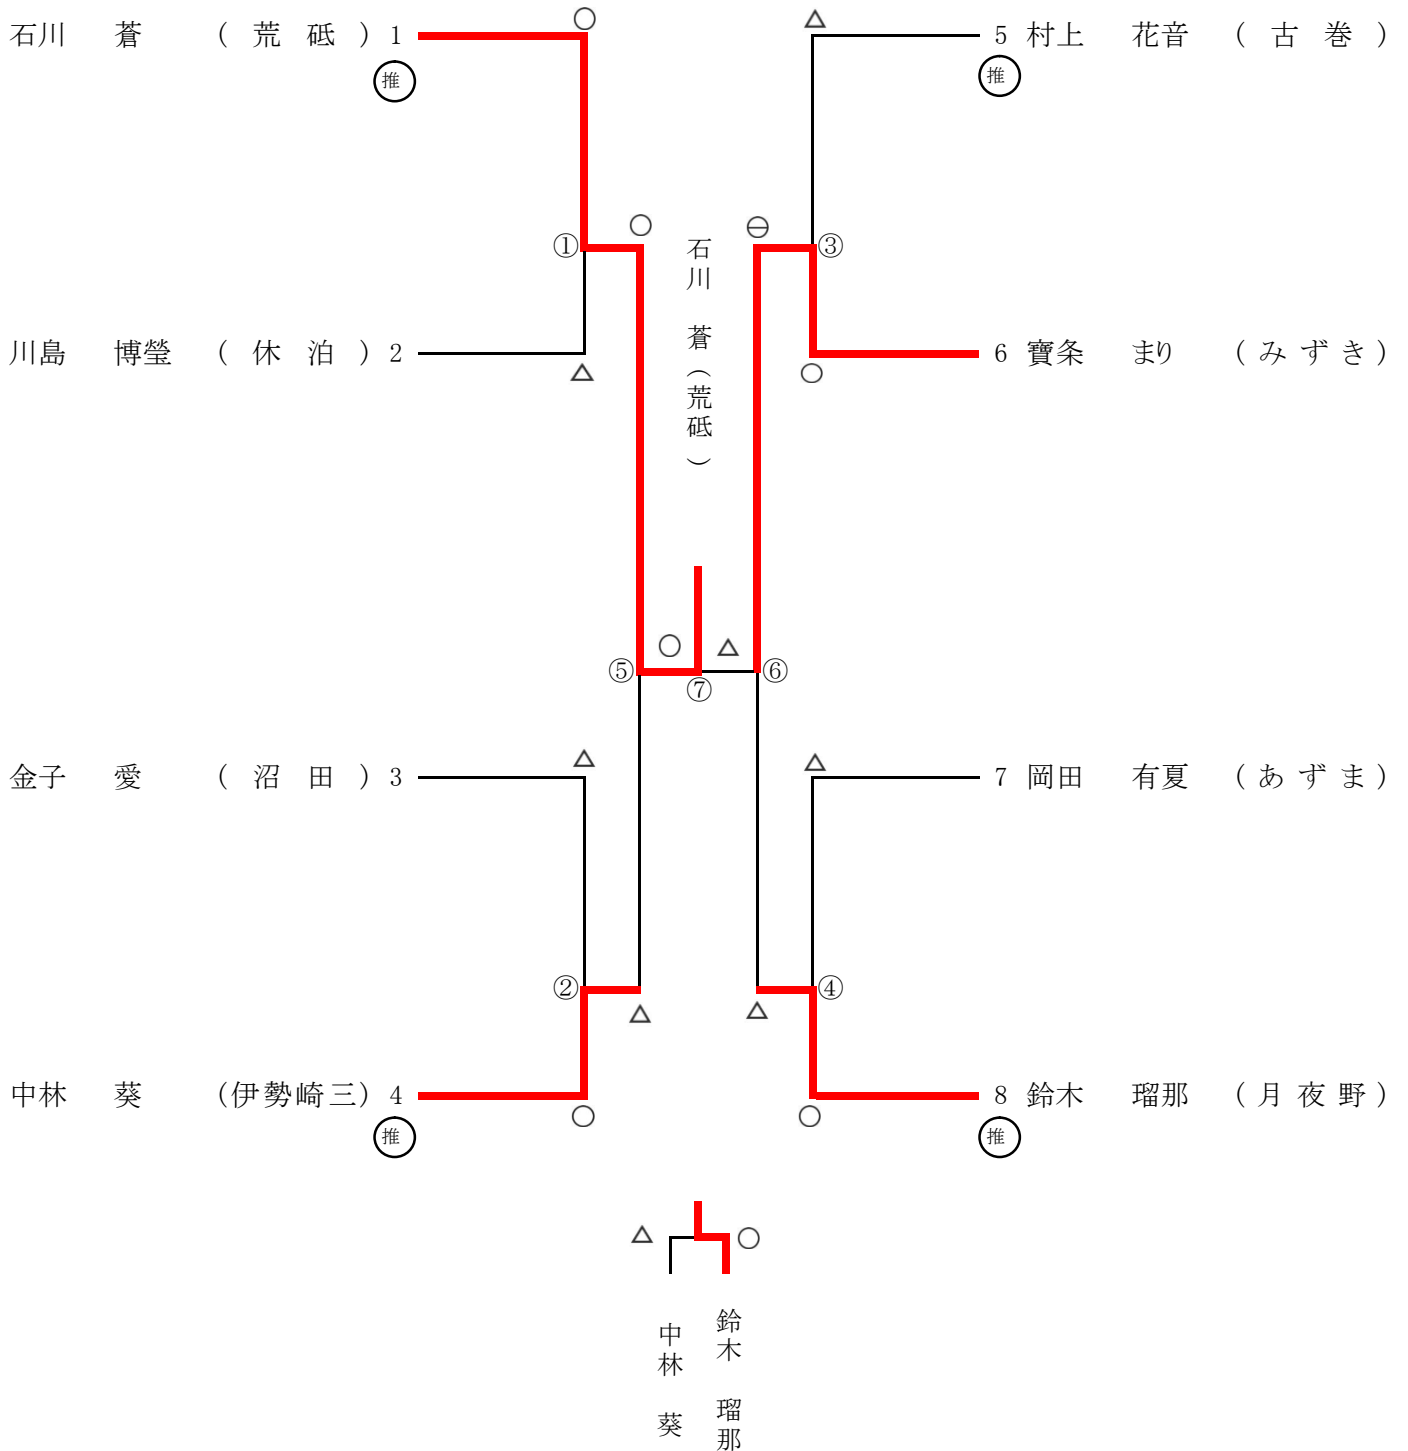 石川 蒼 (荒砥) 1
推
川島 博瑩 (休泊) 2
金子 愛 (沼田) 3
中林 葵 (伊勢崎三) 4
推
5 村上 花音 (古巻)
推
6 寶条 まり (みずき)
7 岡田 有夏 (あずま)
8 鈴木 瑠那 (月夜野)
推
①
②
③
④
⑤
⑥
⑦
石川 蒼(荒砥)
中林 葵
鈴木 瑠那